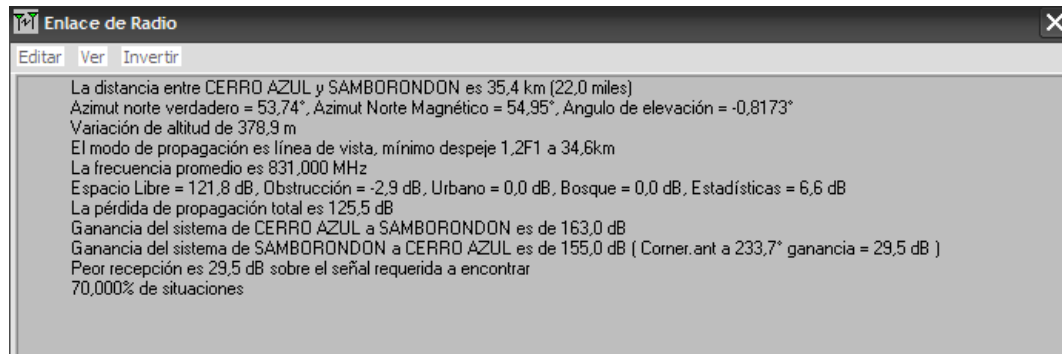 Enlace de Radio
Editar Ver Invertir
La distancia entre CERRO AZUL y SAMBORONDON es 35,4 km (22,0 miles)
Azimut norte verdadero = 53,74°, Azimut Norte Magnético = 54,95°, Angulo de elevación = -0,8173°
Variación de altitud de 378,9 m
El modo de propagación es línea de vista, mínimo despeje 1,2F1 a 34,6km
La frecuencia promedio es 831,000 MHz
Espacio Libre = 121,8 dB, Obstrucción = -2,9 dB, Urbano = 0,0 dB, Bosque = 0,0 dB, Estadísticas = 6,6 dB
La pérdida de propagación total es 125,5 dB
Ganancia del sistema de CERRO AZUL a SAMBORONDON es de 163,0 dB
Ganancia del sistema de SAMBORONDON a CERRO AZUL es de 155,0 dB ( Corner.ant a 233,7° ganancia = 29,5 dB )
Peor recepción es 29,5 dB sobre el señal requerida a encontrar
70,000% de situaciones